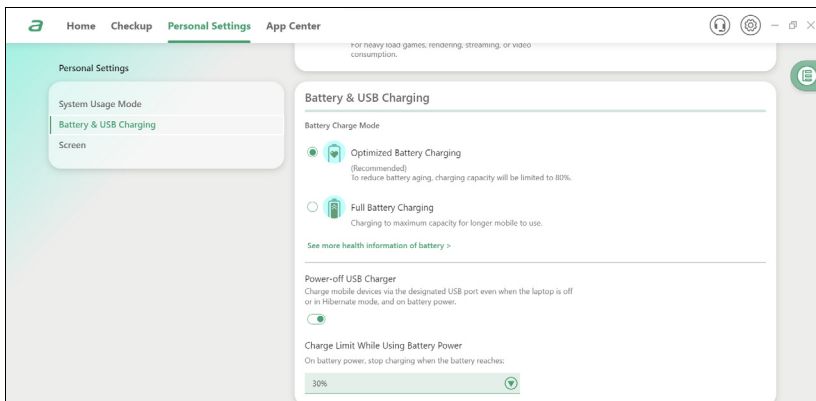 Home Checkup Personal Settings App Center
For heavy load games, rendering, streaming, or video
consumption.
Personal Settings
System Usage Mode
Battery & USB Charging
Screen
Battery & USB Charging
Battery Charge Mode
Optimized Battery Charging
(Recommended)
To reduce battery aging, charging capacity will be limited to 80%.
Full Battery Charging
Charging to maximum capacity for longer mobile to use.
See more health information of battery >
Power-off USB Charger
Charge mobile devices via the designated USB port even when the laptop is off
or in Hibernate mode, and on battery power.
Charge Limit While Using Battery Power
On battery power, stop charging when the battery reaches:
30%